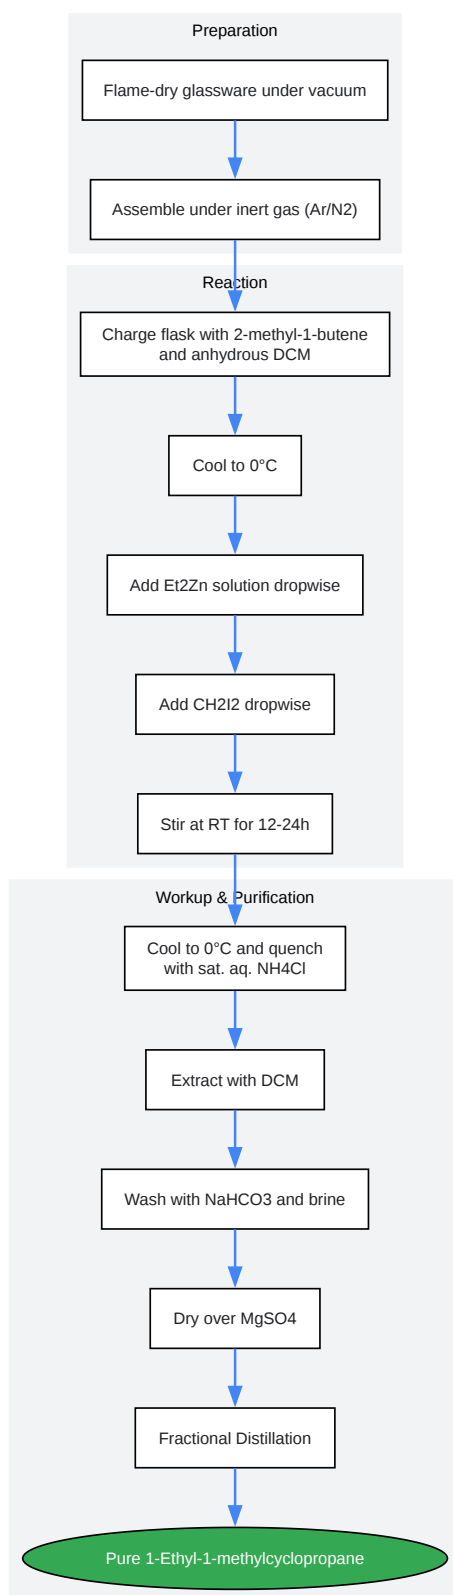 Preparation
Flame-dry glassware under vacuum
Assemble under inert gas (Ar/N2)
Reaction
Charge flask with 2-methyl-1-butene
and anhydrous DCM
Cool to 0°C
Add Et2Zn solution dropwise
Add CH2I2 dropwise
Stir at RT for 12-24h
Workup & Purification
Cool to 0°C and quench
with sat. aq. NH4Cl
Extract with DCM
Wash with NaHCO3 and brine
Dry over MgSO4
Fractional Distillation
Pure 1-Ethyl-1-methylcyclopropane